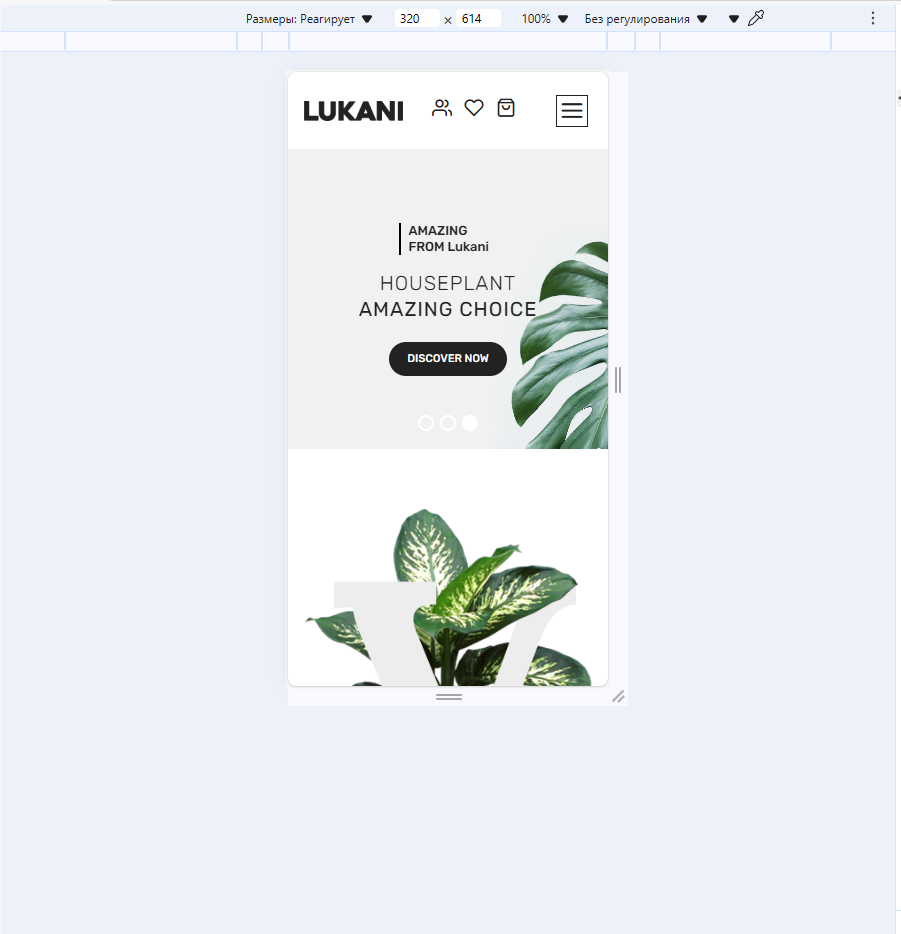 Размеры: Реагирует 320 x 614 100% Без регулирования
LUKANI
AMAZING
FROM Lukani
HOUSEPLANT
AMAZING CHOICE
DISCOVER NOW